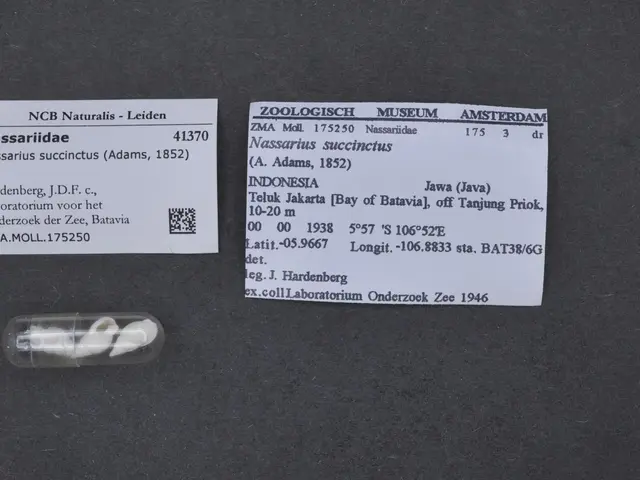 NCB Naturalis - Leiden
ssariidae 41370
ssarius succinctus (Adams, 1852)
denberg, J.D.F. c.,
oratorium voor het
derzoek der Zee, Batavia
A.MOLL.175250
ZOOLOGISCH MUSEUM AMSTERDAM
ZMA Moll. 175250 Nassariidae 175 3 dr
Nassarius succinctus
(A. Adams, 1852)
INDONESIA Jawa (Java)
Teluk Jakarta [Bay of Batavia], off Tanjung Priok,
10-20 m
00 00 1938 5°57 'S 106°52'E
Latit.-05.9667 Longit. -106.8833 sta. BAT38/6G
det.
leg. J. Hardenberg
ex.coll Laboratorium Onderzoek Zee 1946